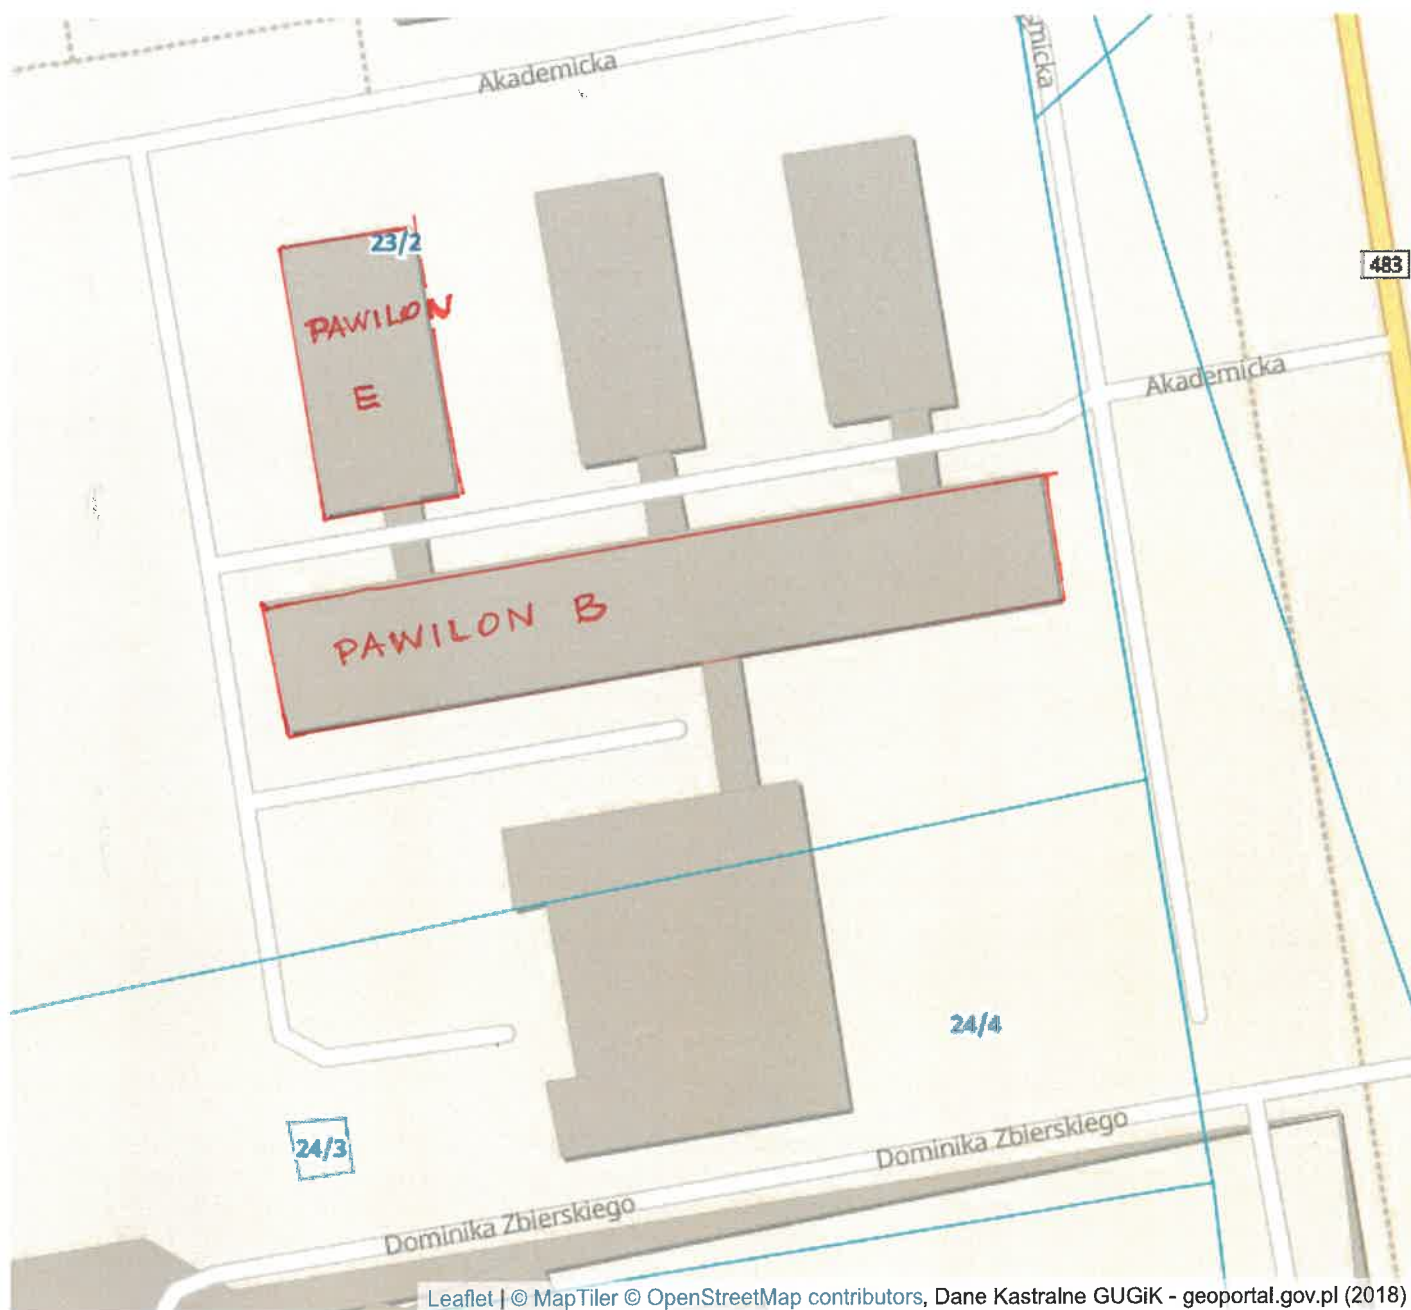 Akademicka
emicka
23/2
483
PAWILON
E
Akademicka
PAWILON B
24/4
24/3
Dominika Zbierskiego
Dominika Zbierskiego
Leaflet | © MapTiler © OpenStreetMap contributors, Dane Kastralne GUGiK - geoportal.gov.pl (2018)